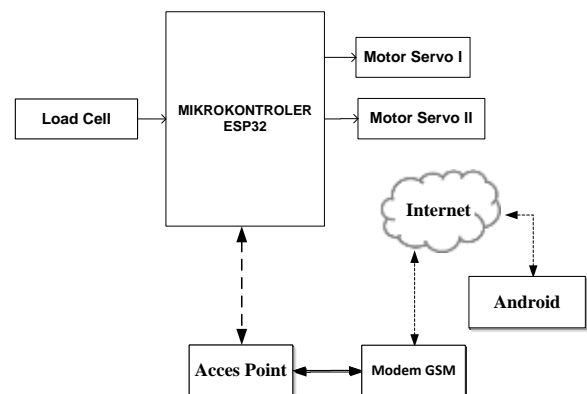 Motor Servo I
MIKROKONTROLER
ESP32
Load Cell
Motor Servo II
Internet
Android
Acces Point
Modem GSM